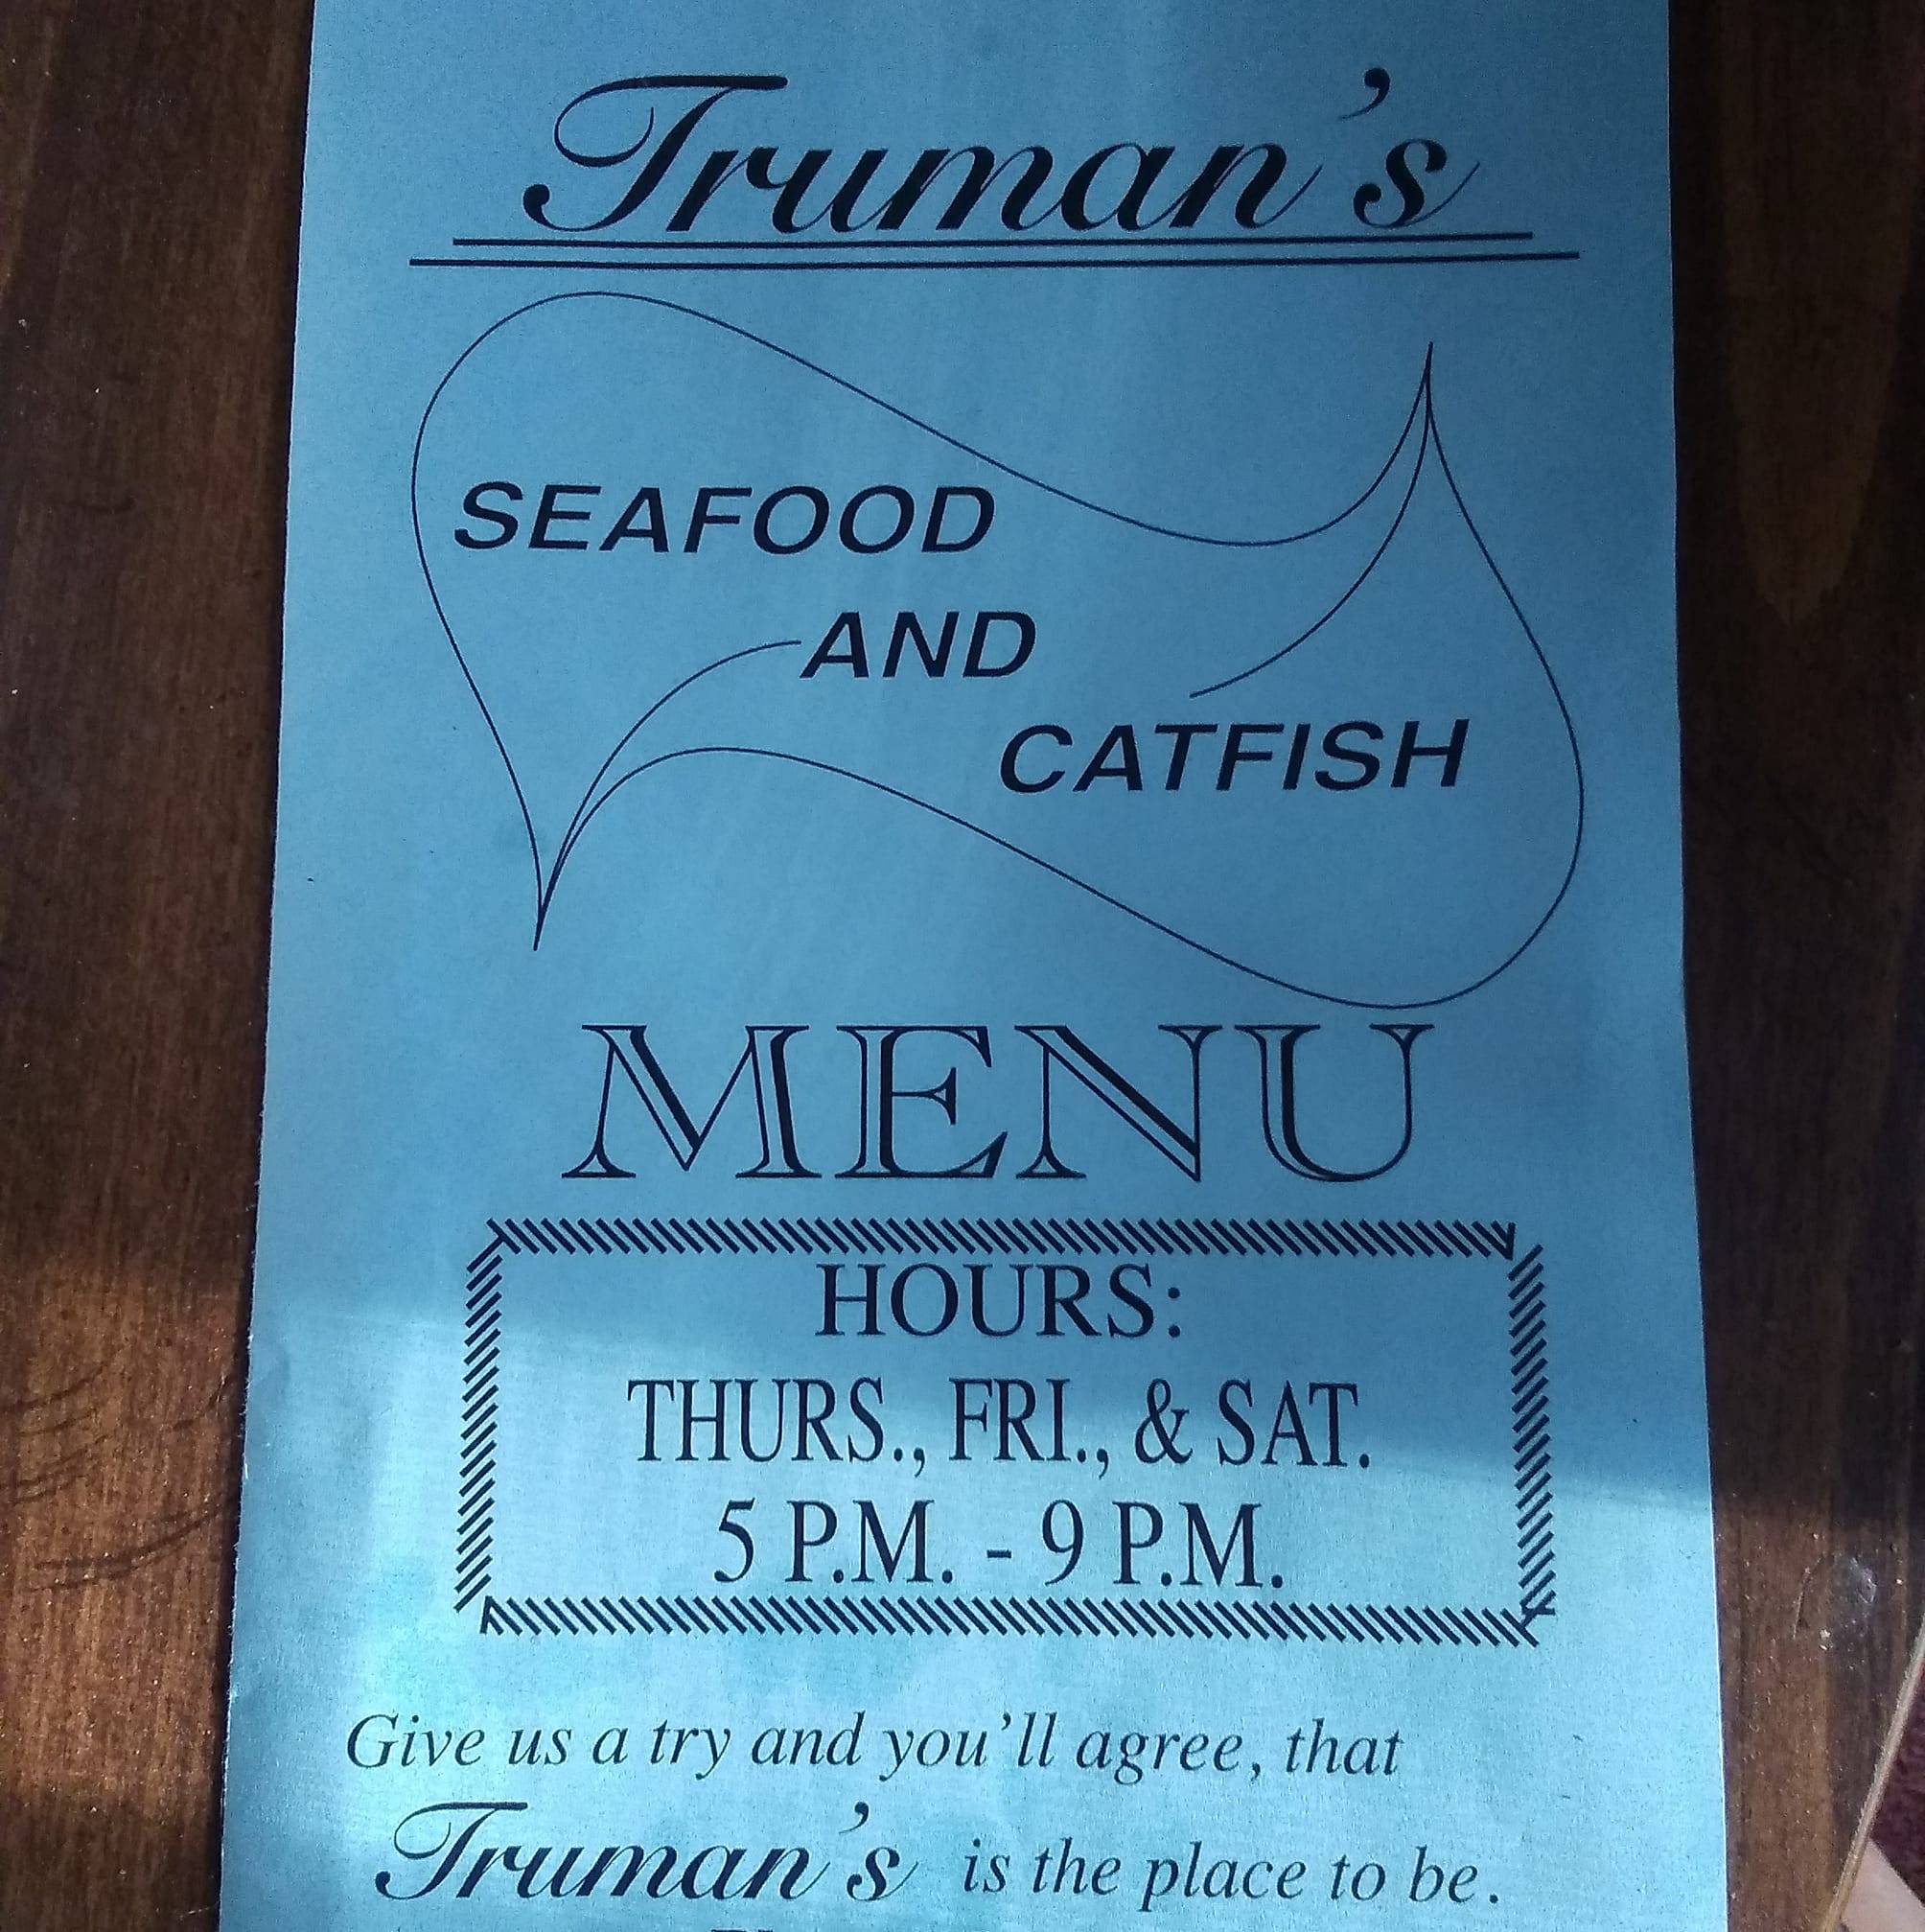 Truman's
SEAFOOD
AND
CATFISH
MENU
HOURS:
THURS., FRI., & SAT.
5 P.M. - 9 P.M.
Give us a try and you'll agree, that
Truman's is the place to be.